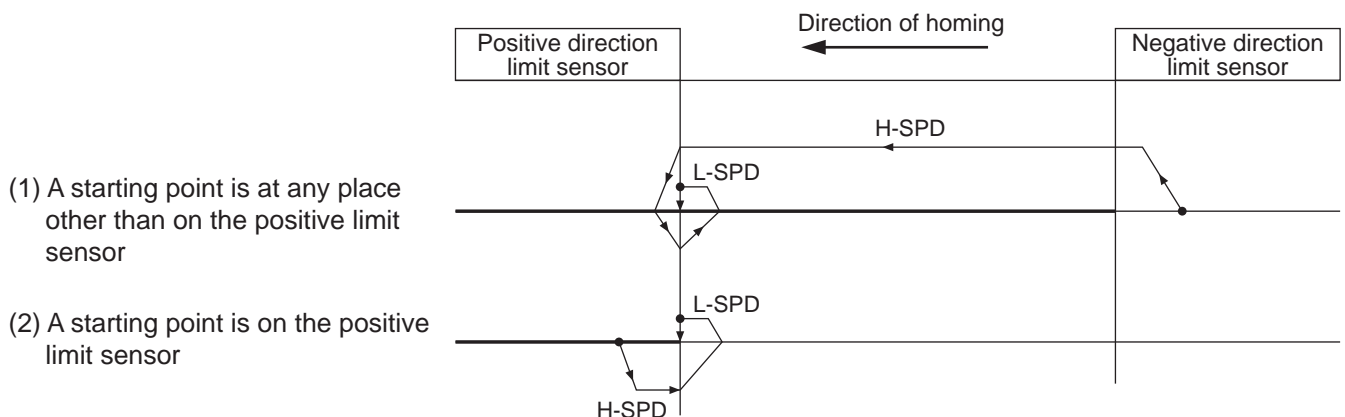 Direction of homing
Positive direction
limit sensor
Negative direction
limit sensor
H-SPD
L-SPD
(1) A starting point is at any place
other than on the positive limit
sensor
L-SPD
(2) A starting point is on the positive
limit sensor
H-SPD